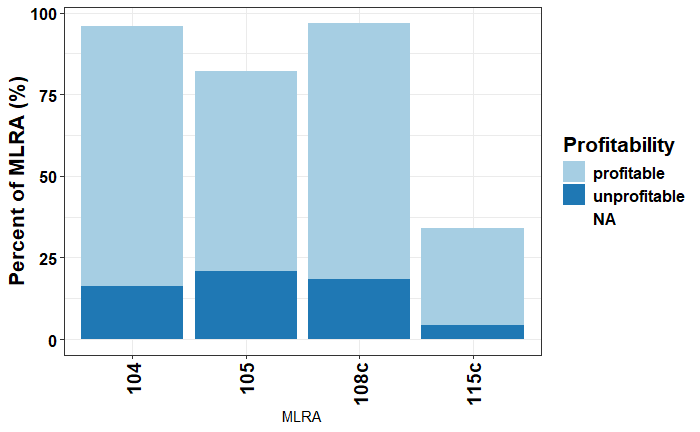 Percent of MLRA (%)
100
75
50
25
0
104
105
108c
115c
MLRA
Profitability
profitable
unprofitable
NA